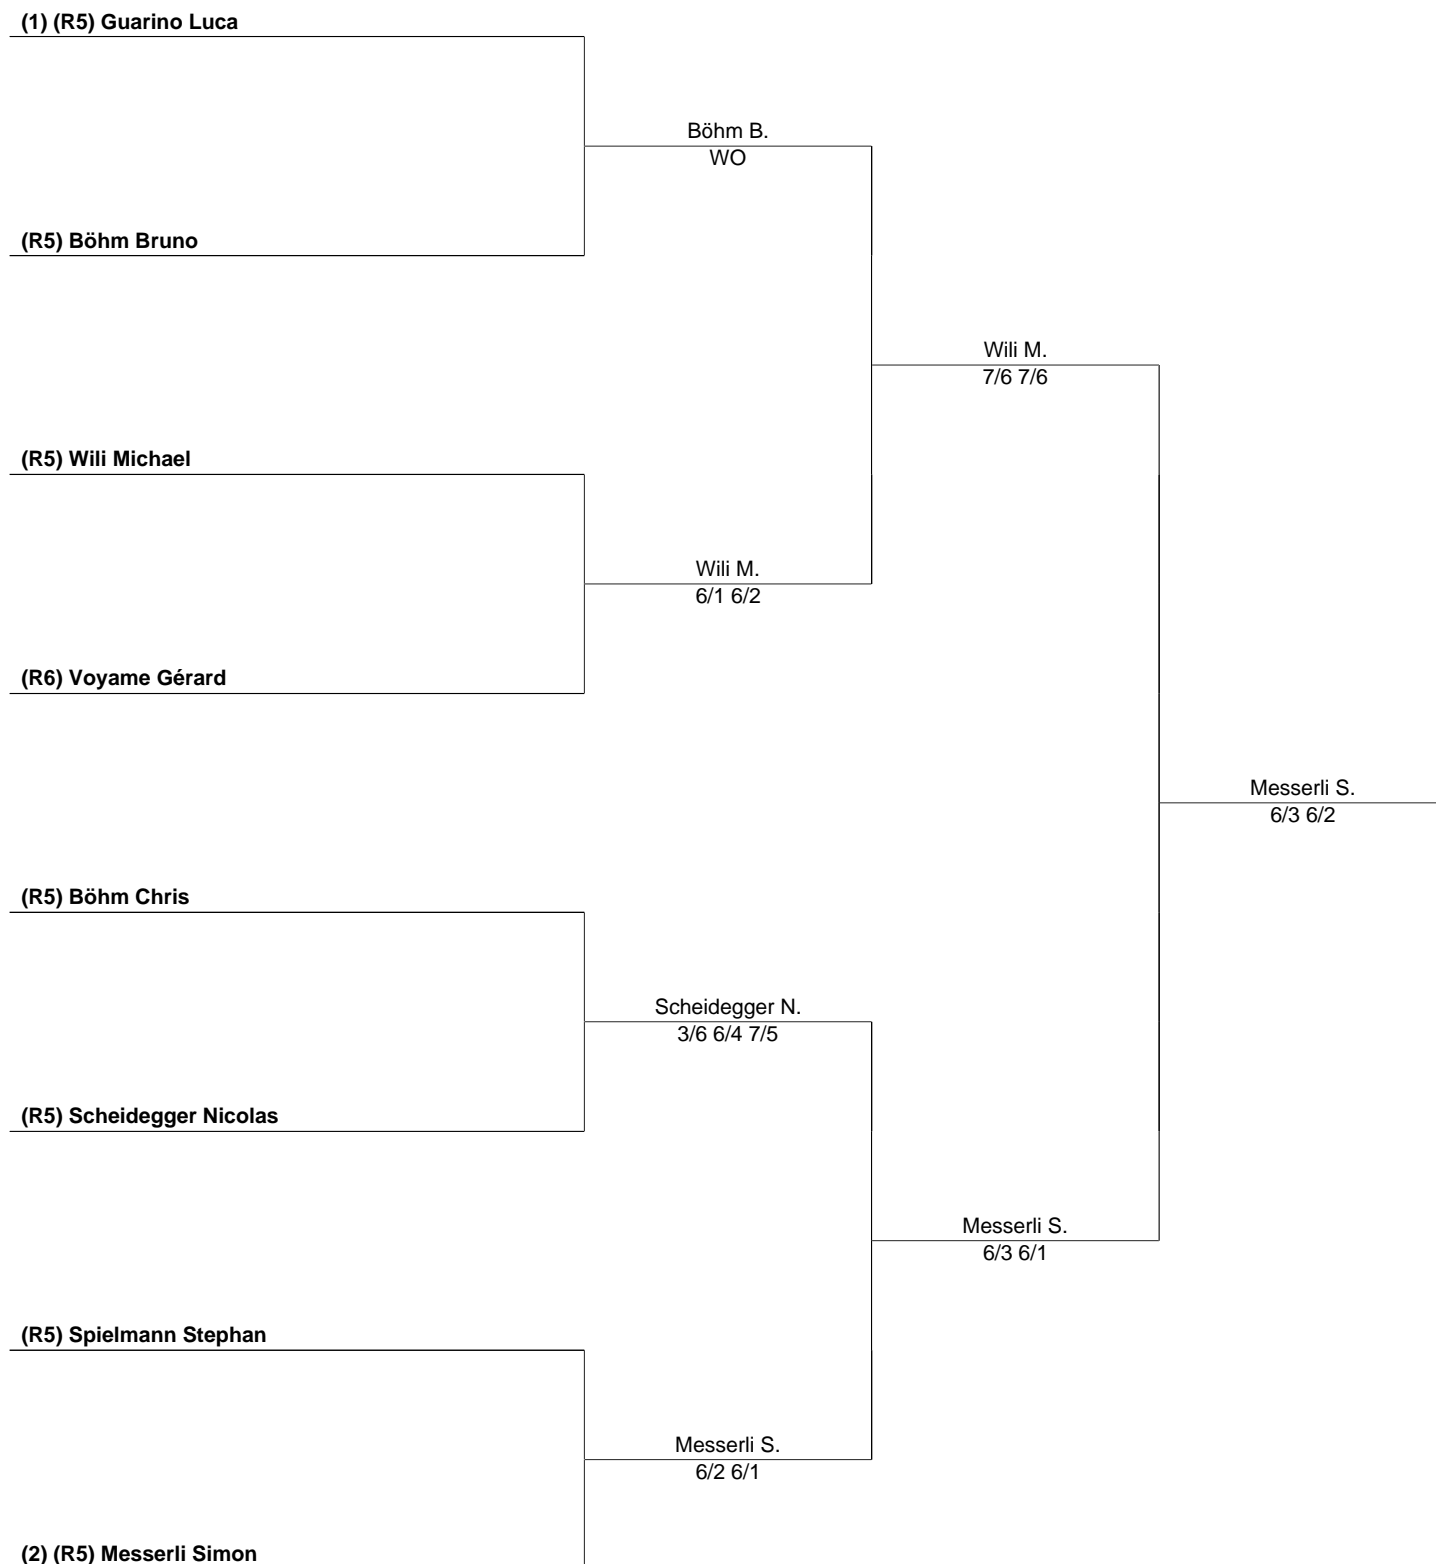 (1) (R5) Guarino Luca
Böhm B.
WO
(R5) Böhm Bruno
Wili M.
7/6 7/6
(R5) Wili Michael
Wili M.
6/1 6/2
(R6) Voyame Gérard
Messerli S.
6/3 6/2
(R5) Böhm Chris
Scheidegger N.
3/6 6/4 7/5
(R5) Scheidegger Nicolas
Messerli S.
6/3 6/1
(R5) Spielmann Stephan
Messerli S.
6/2 6/1
(2) (R5) Messerli Simon